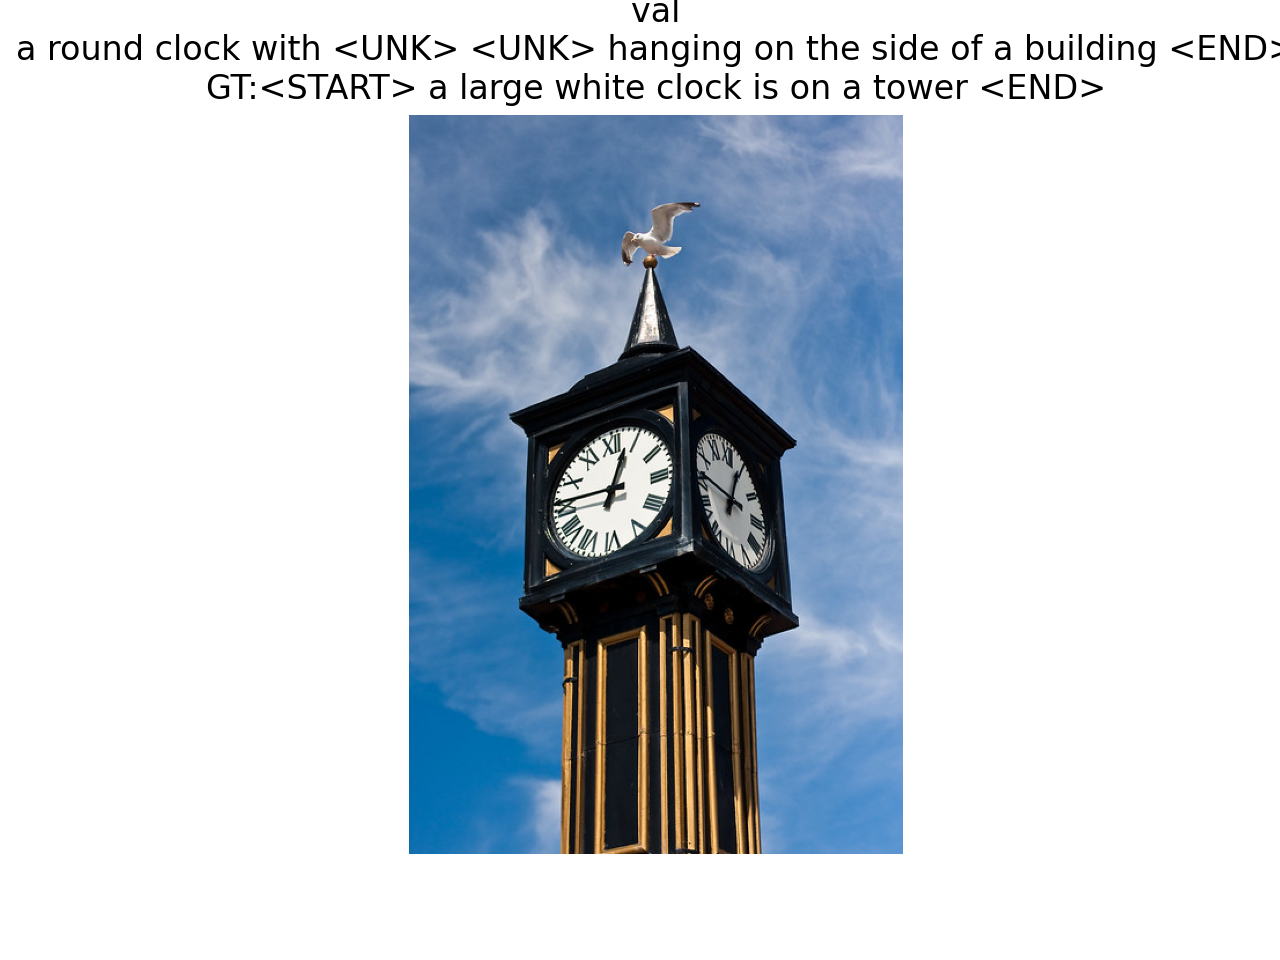 val
a round clock with <UNK> <UNK> hanging on the side of a building <END>
GT:<START> a large white clock is on a tower <END>
XII